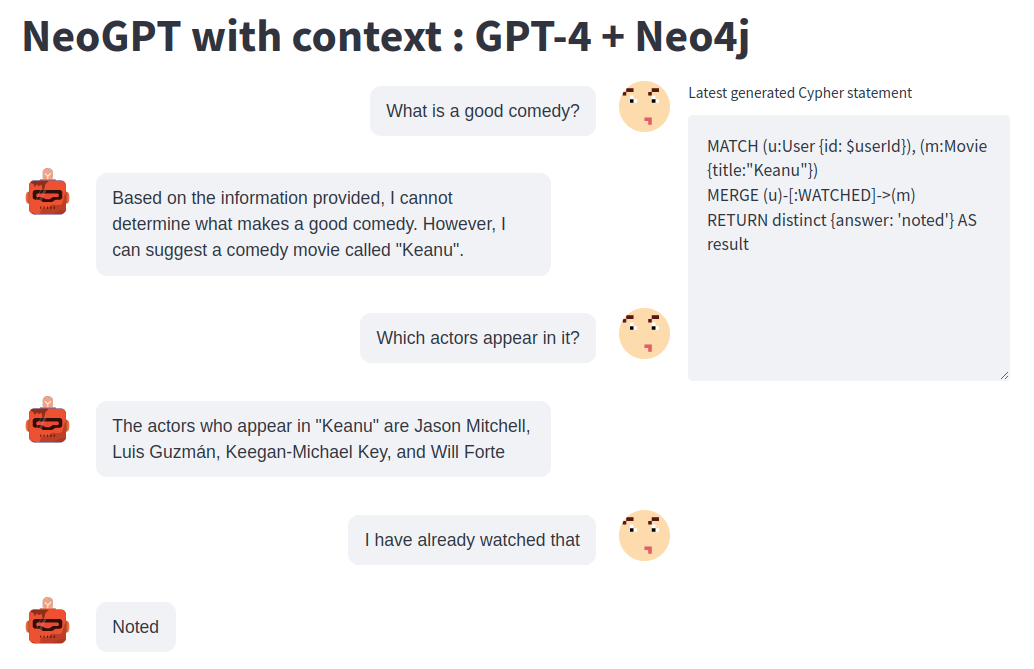 NeoGPT with context : GPT-4 + Neo4j
What is a good comedy?
Based on the information provided, I cannot
determine what makes a good comedy. However, I
can suggest a comedy movie called "Keanu".
Which actors appear in it?
The actors who appear in "Keanu" are Jason Mitchell,
Luis Guzmán, Keegan-Michael Key, and Will Forte
I have already watched that
Noted
Latest generated Cypher statement
MATCH (u:User {id: $userId}), (m:Movie
{title:"Keanu"})
MERGE (u)-[:WATCHED]->(m)
RETURN distinct {answer: 'noted'} AS
result